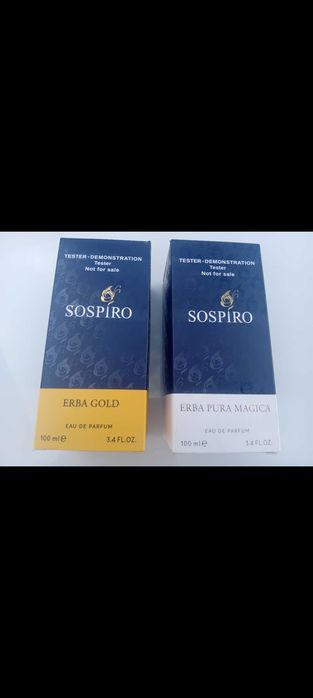 TESTER-DEMONSTRATION
Tester
Not for sale
SOSPIRO
ERBA GOLD
EAU DE PARFUM
100 ml ℮ 3.4 FL.OZ.
TESTER-DEMONSTRATION
Tester
Not for sale
SOSPIRO
ERBA PURA MAGICA
EAU DE PARFUM
100 ml ℮ 3.4 FL.OZ.